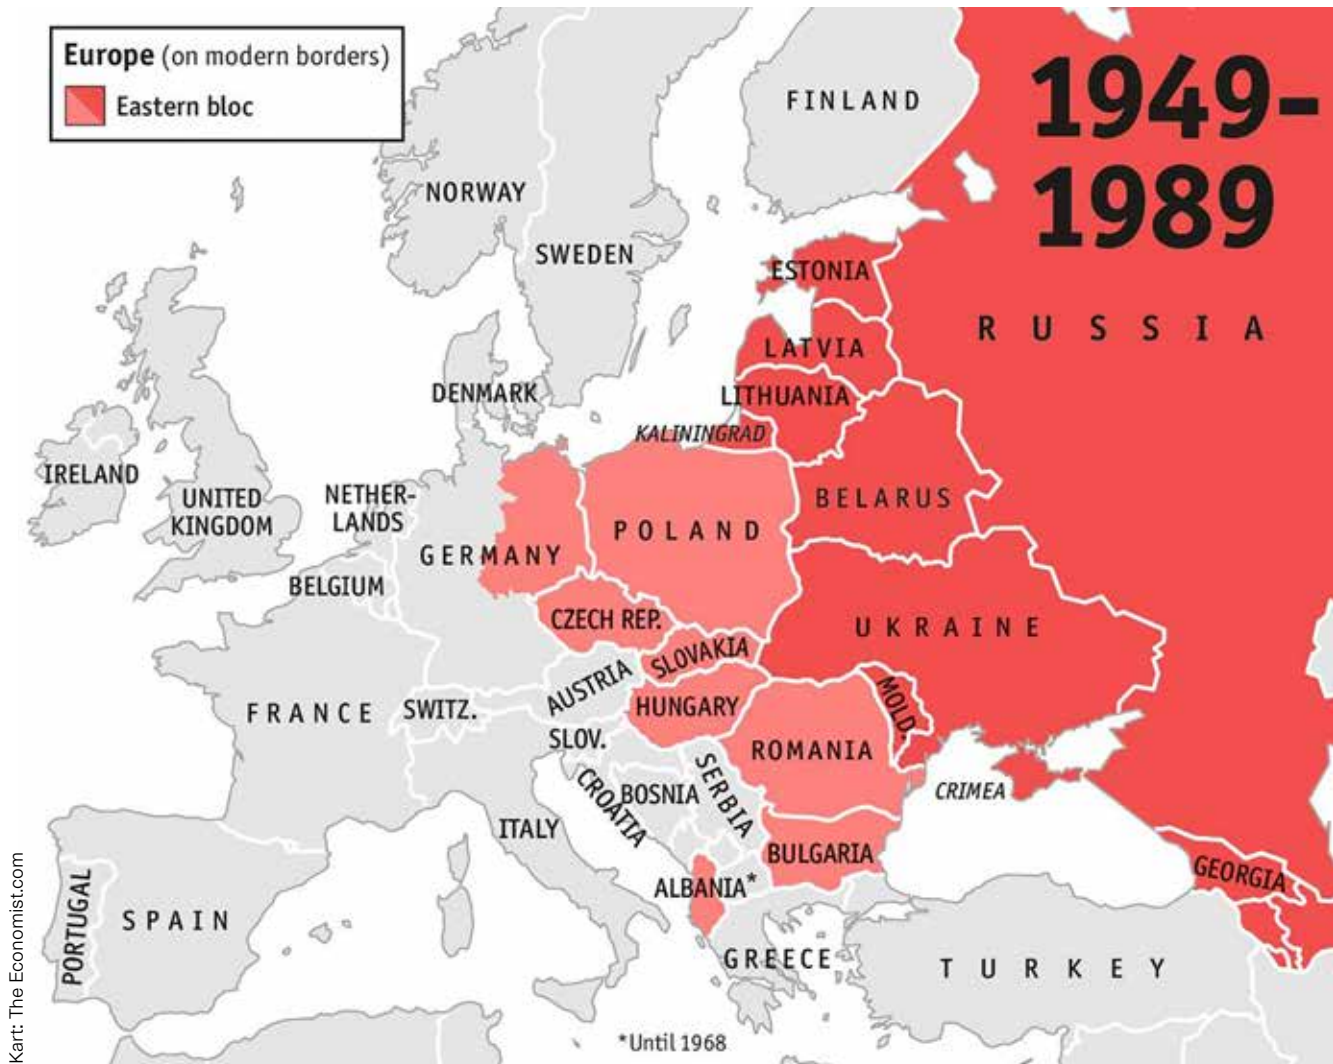 Europe (on modern borders)
Eastern bloc
1949–
1989
FINLAND
NORWAY
SWEDEN
ESTONIA
RUSSIA
LATVIA
DENMARK
LITHUANIA
KALININGRAD
IRELAND
UNITED
KINGDOM
NETHER-
LANDS
BELARUS
POLAND
GERMANY
BELGIUM
CZECH REP.
UKRAINE
SLOVAKIA
AUSTRIA
FRANCE
SWITZ.
HUNGARY
MOLD.
SLOV.
ROMANIA
CROATIA
BOSNIA
SERBIA
CRIMEA
ITALY
BULGARIA
GEORGIA
ALBANIA*
PORTUGAL
SPAIN
GREECE
TURKEY
*Until 1968
Kart: The Economist.com